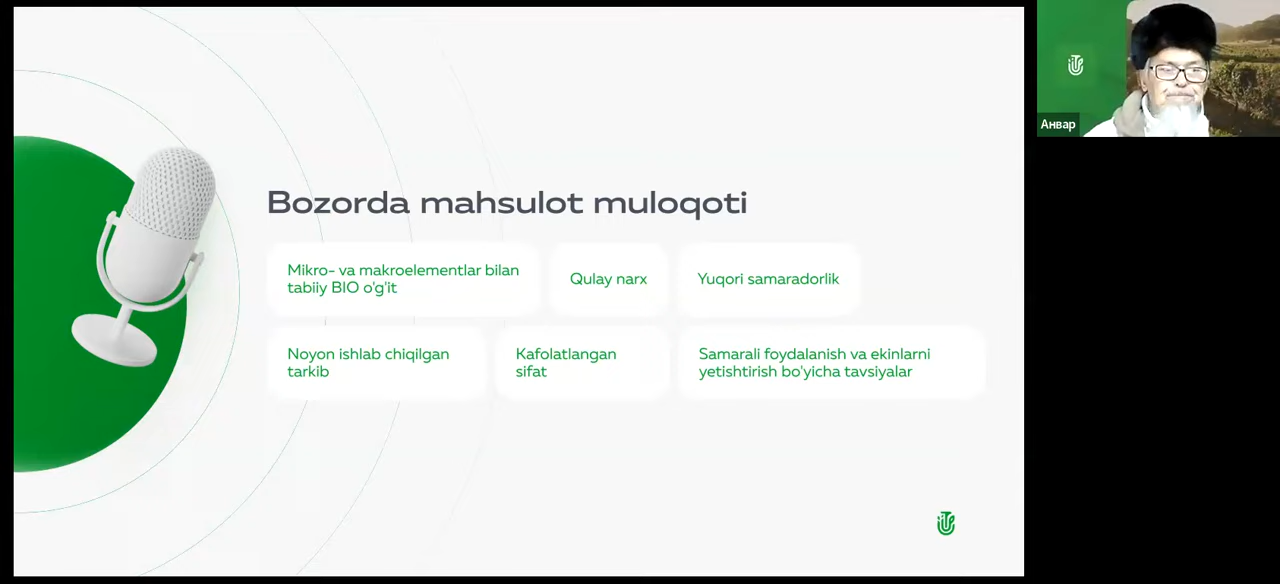 Bozorda mahsulot muloqoti
Mikro- va makroelementlar bilan
tabiiy BIO o'g'it
Qulay narx
Yuqori samaradorlik
Noyon ishlab chiqilgan
tarkib
Kafolatlangan
sifat
Samarali foydalanish va ekinlarni
yetishtirish bo'yicha tavsiyalar
Анвар